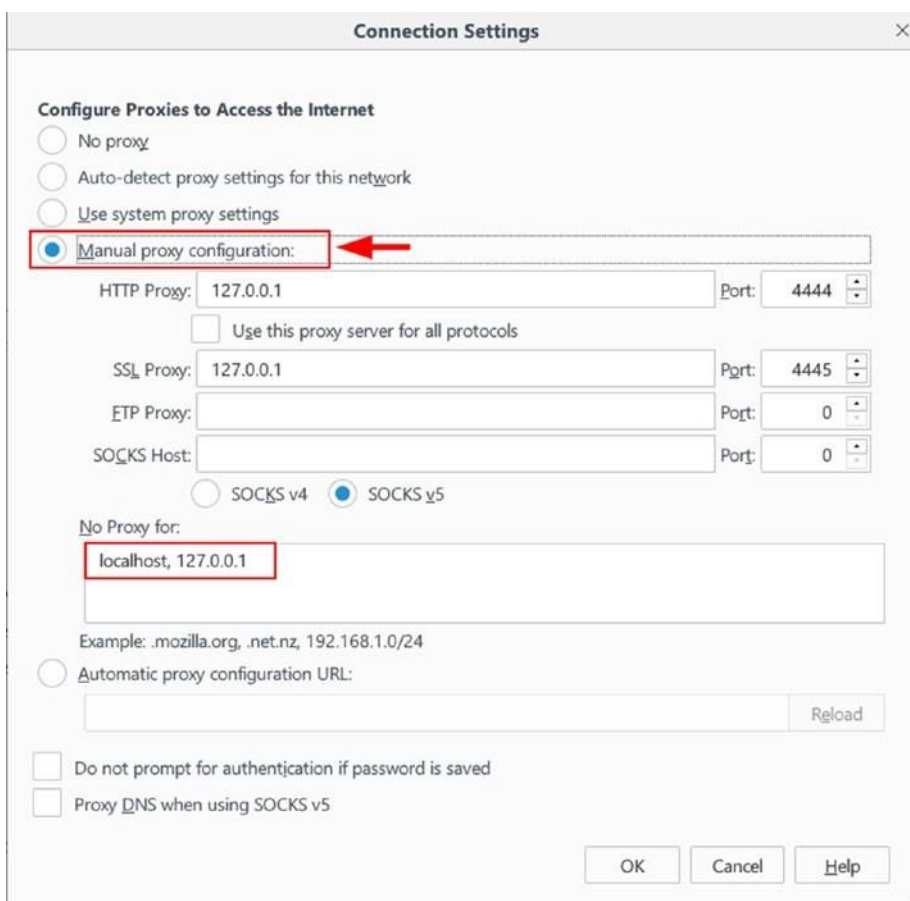 Connection Settings
Configure Proxies to Access the Internet
No proxy
Auto-detect proxy settings for this network
Use system proxy settings
Manual proxy configuration:
HTTP Proxy: 127.0.0.1 Port: 4444
Use this proxy server for all protocols
SSL Proxy: 127.0.0.1 Port: 4445
FTP Proxy: Port: 0
SOCKS Host: Port: 0
SOCKS v4 SOCKS v5
No Proxy for:
localhost, 127.0.0.1
Example: .mozilla.org, .net.nz, 192.168.1.0/24
Automatic proxy configuration URL:
Reload
Do not prompt for authentication if password is saved
Proxy DNS when using SOCKS v5
OK Cancel Help